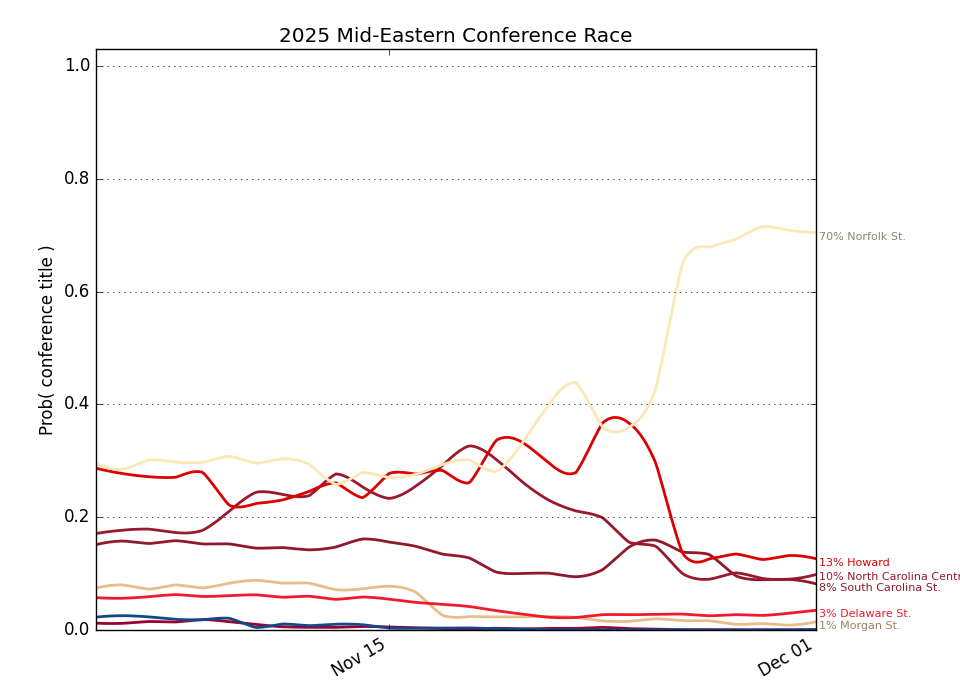 2025 Mid-Eastern Conference Race
Prob( conference title )
1.0
0.8
0.6
0.4
0.2
0.0
Nov 15
Dec 01
70% Norfolk St.
13% Howard
10% North Carolina Centr
8% South Carolina St.
3% Delaware St.
1% Morgan St.